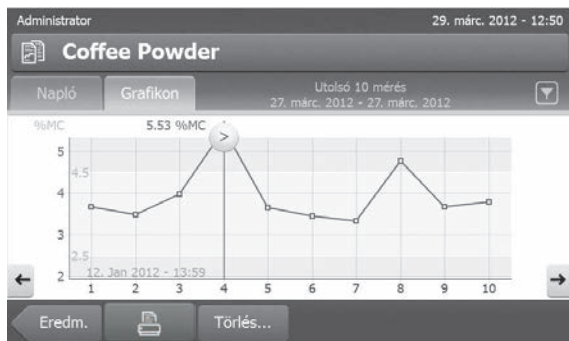 Administrator 29. márc. 2012 - 12:50
Coffee Powder
Napló Grafikon Utolsó 10 mérés
27. márc. 2012 - 27. márc. 2012
%MC 5.53 %MC >
5
4.5
4
3
2.5
2 12. Jan 2012 - 13:59
1 2 3 4 5 6 7 8 9 10
Eredm. Törlés...